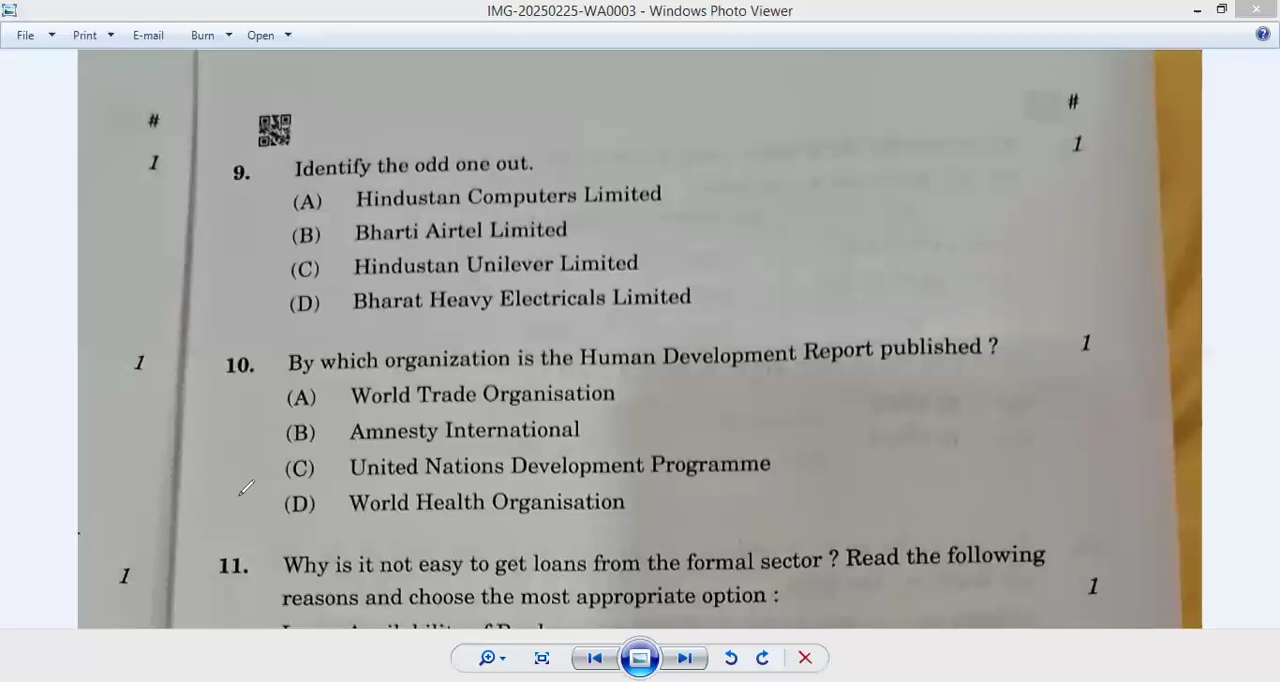 IMG-20250225-WA0003 - Windows Photo Viewer
File Print E-mail Burn Open
# #
1 9. Identify the odd one out. 1
(A) Hindustan Computers Limited
(B) Bharti Airtel Limited
(C) Hindustan Unilever Limited
(D) Bharat Heavy Electricals Limited
1 10. By which organization is the Human Development Report published ? 1
(A) World Trade Organisation
(B) Amnesty International
(C) United Nations Development Programme
(D) World Health Organisation
1 11. Why is it not easy to get loans from the formal sector ? Read the following
reasons and choose the most appropriate option : 1